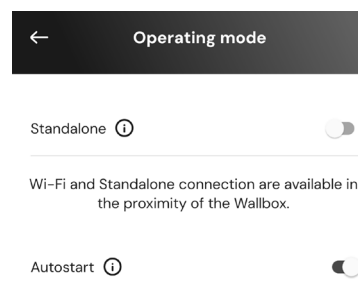 Operating mode
Standalone
Wi-Fi and Standalone connection are available in
the proximity of the Wallbox.
Autostart